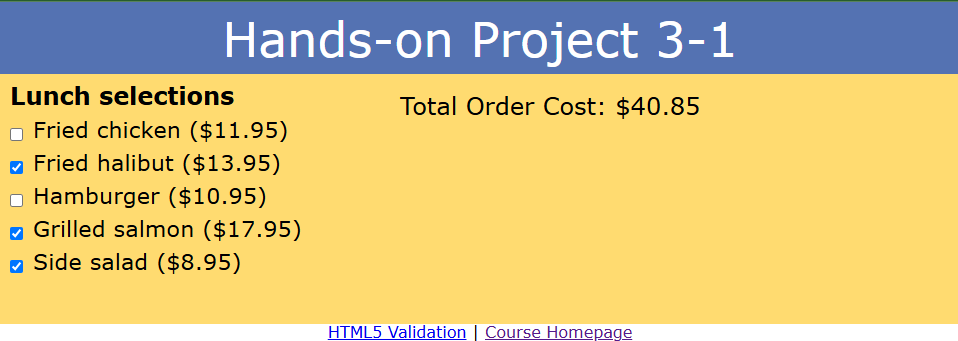 Hands-on Project 3-1
Lunch selections
Fried chicken ($11.95)
Fried halibut ($13.95)
Hamburger ($10.95)
Grilled salmon ($17.95)
Side salad ($8.95)
Total Order Cost: $40.85
HTML5 Validation | Course Homepage